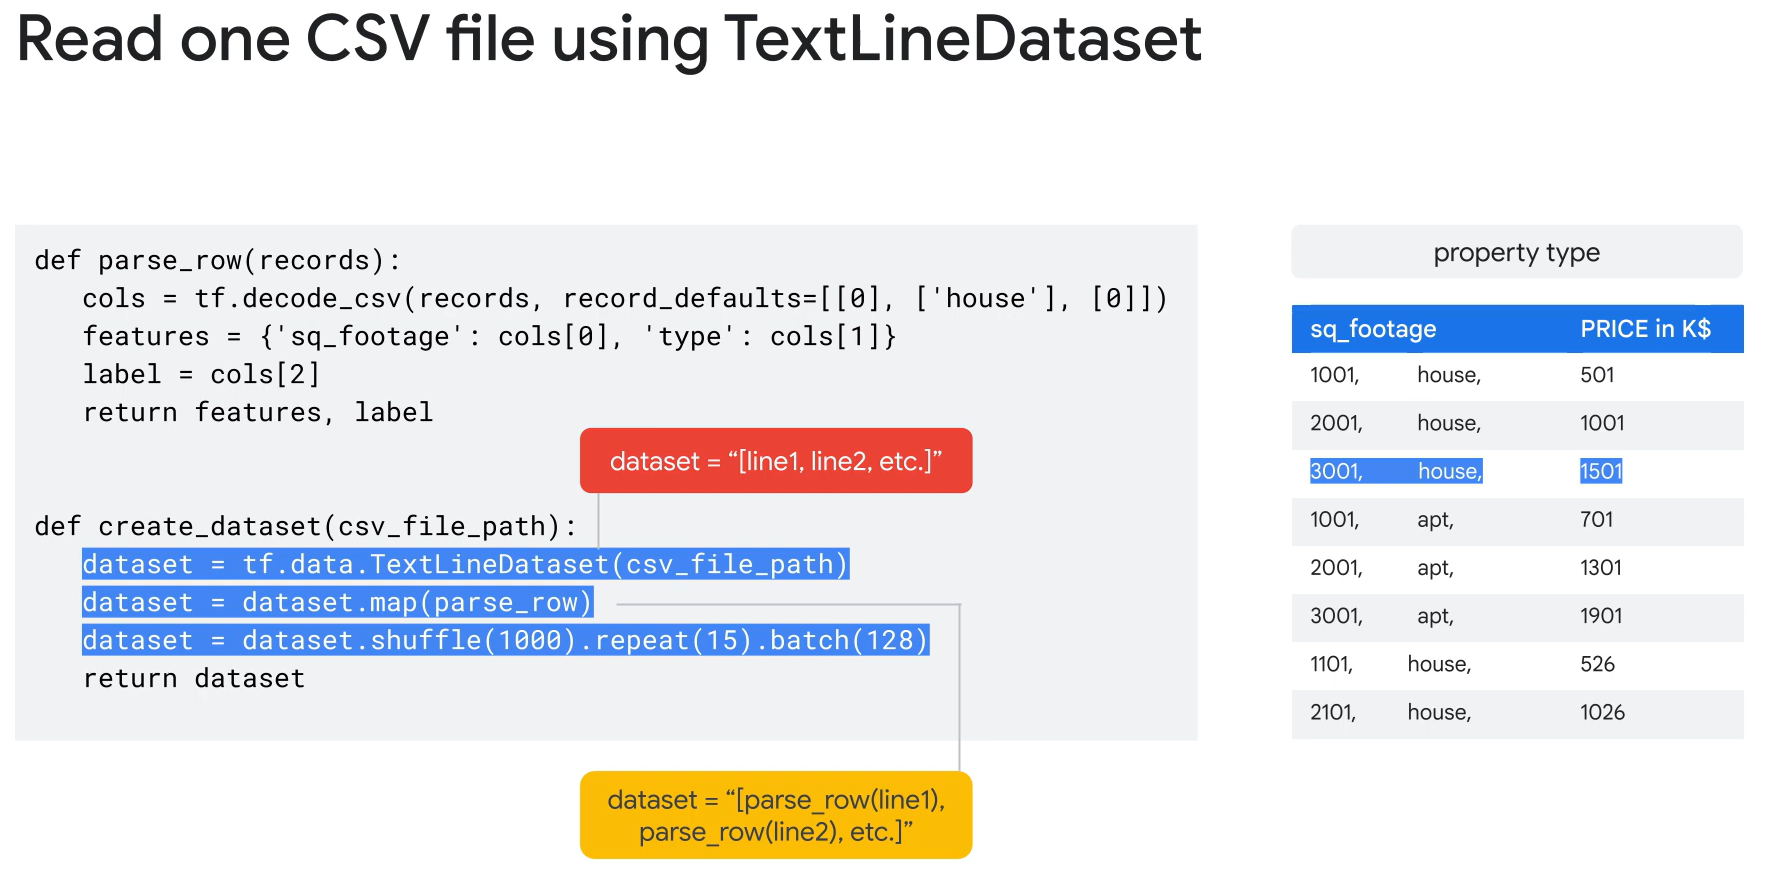 Read one CSV file using TextLineDataset
def parse_row(records):
cols = tf.decode_csv(records, record_defaults=[[0], ['house'], [0]])
features = {'sq_footage': cols[0], 'type': cols[1]}
label = cols[2]
return features, label
dataset = “[line1, line2, etc.]”
def create_dataset(csv_file_path):
dataset = tf.data.TextLineDataset(csv_file_path)
dataset = dataset.map(parse_row)
dataset = dataset.shuffle(1000).repeat(15).batch(128)
return dataset
dataset = “[parse_row(line1),
parse_row(line2), etc.]”
property type
sq_footage PRICE in K$
1001, house, 501
2001, house, 1001
3001, house, 1501
1001, apt, 701
2001, apt, 1301
3001, apt, 1901
1101, house, 526
2101, house, 1026